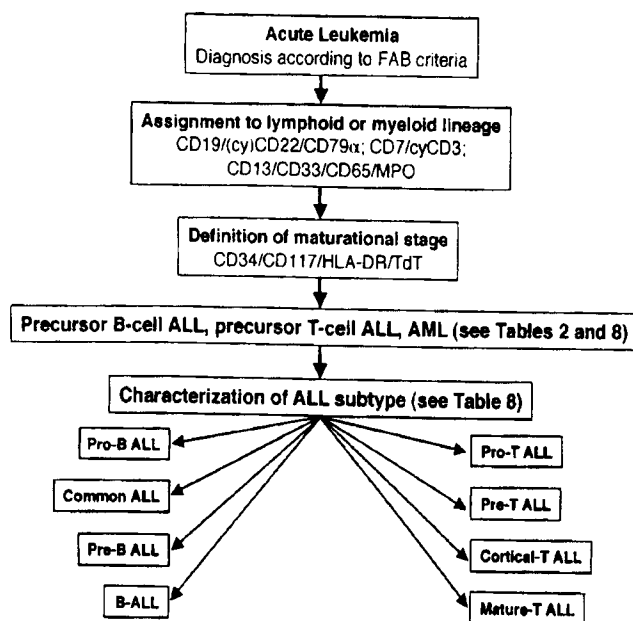 Acute Leukemia
Diagnosis according to FAB criteria
Assignment to lymphoid or myeloid lineage
CD19/(cy)CD22/CD79α; CD7/cyCD3;
CD13/CD33/CD65/MPO
Definition of maturational stage
CD34/CD117/HLA-DR/TdT
Precursor B-cell ALL, precursor T-cell ALL, AML (see Tables 2 and 8)
Characterization of ALL subtype (see Table 8)
Pro-B ALL
Common ALL
Pre-B ALL
B-ALL
Pro-T ALL
Pre-T ALL
Cortical-T ALL
Mature-T ALL